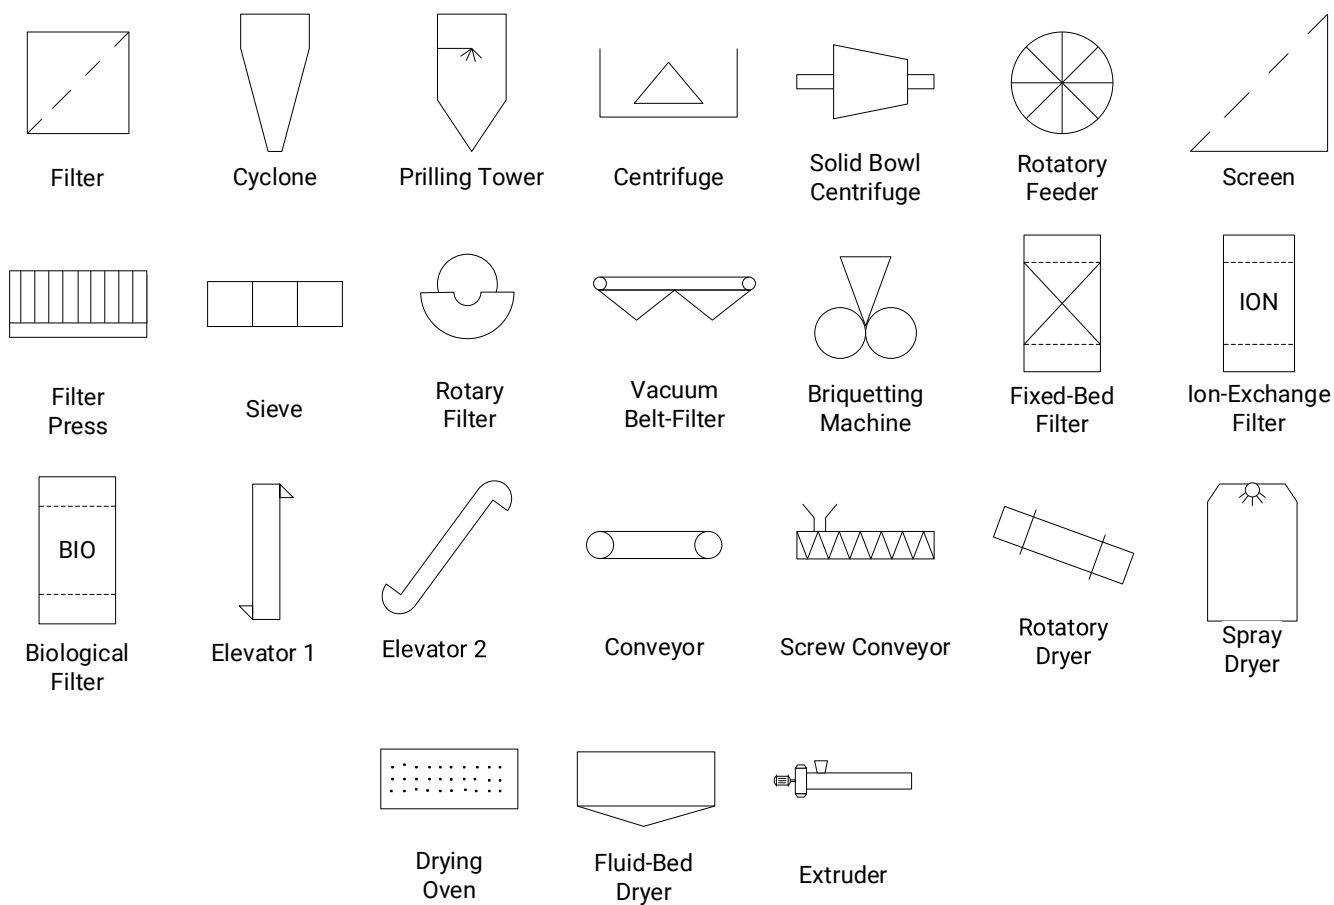 Filter
Cyclone
Prilling Tower
Centrifuge
Solid Bowl
Centrifuge
Rotatory
Feeder
Screen
Filter
Press
Sieve
Rotary
Filter
Vacuum
Belt-Filter
Briquetting
Machine
Fixed-Bed
Filter
ION
Ion-Exchange
Filter
BIO
Biological
Filter
Elevator 1
Elevator 2
Conveyor
Screw Conveyor
Rotatory
Dryer
Spray
Dryer
Drying
Oven
Fluid-Bed
Dryer
Extruder